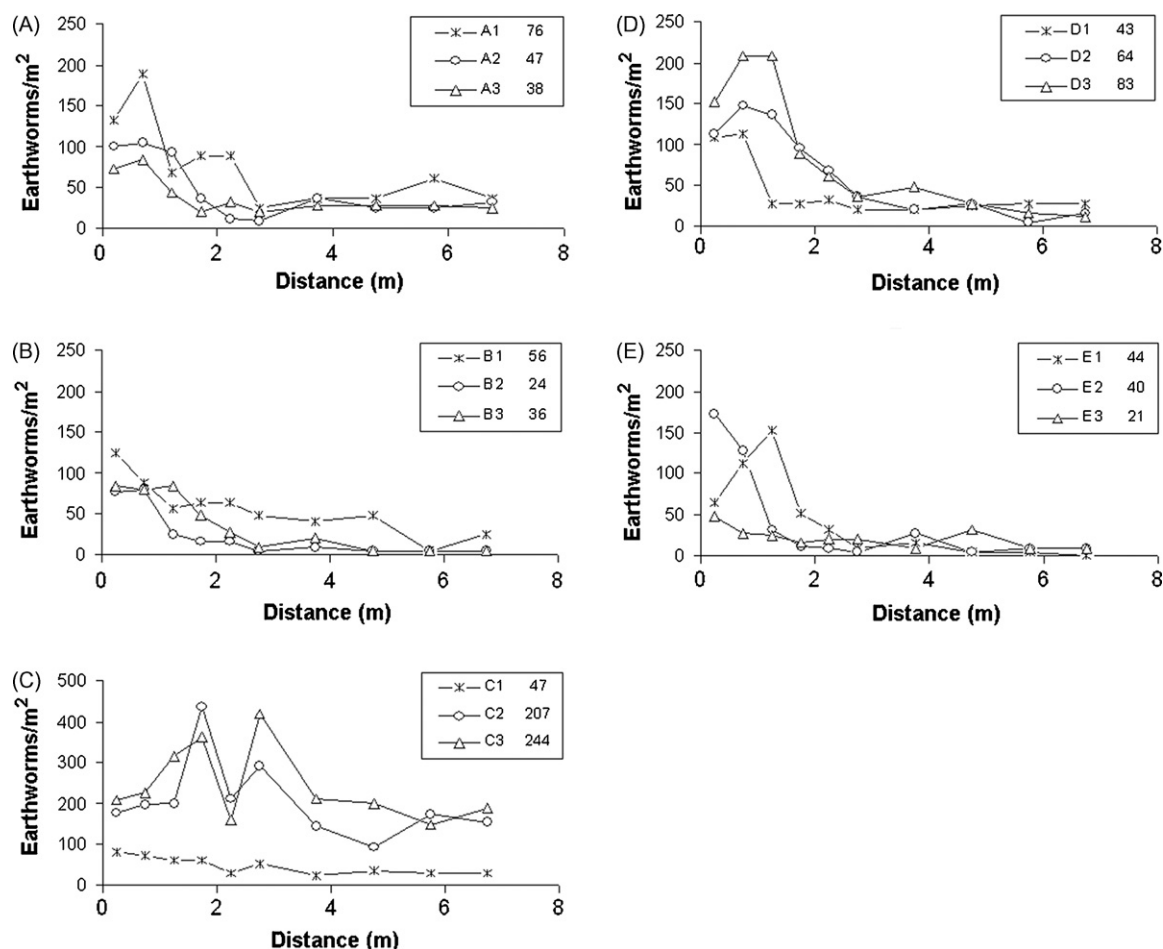 (A)
250
200
150
100
50
0
Earthworms/m²
A1 76
A2 47
A3 38
0 2 4 6 8
Distance (m)
(B)
250
200
150
100
50
0
Earthworms/m²
B1 56
B2 24
B3 36
0 2 4 6 8
Distance (m)
(C)
500
400
300
200
100
0
Earthworms/m²
C1 47
C2 207
C3 244
0 2 4 6 8
Distance (m)
(D)
250
200
150
100
50
0
Earthworms/m²
D1 43
D2 64
D3 83
0 2 4 6 8
Distance (m)
(E)
250
200
150
100
50
0
Earthworms/m²
E1 44
E2 40
E3 21
0 2 4 6 8
Distance (m)